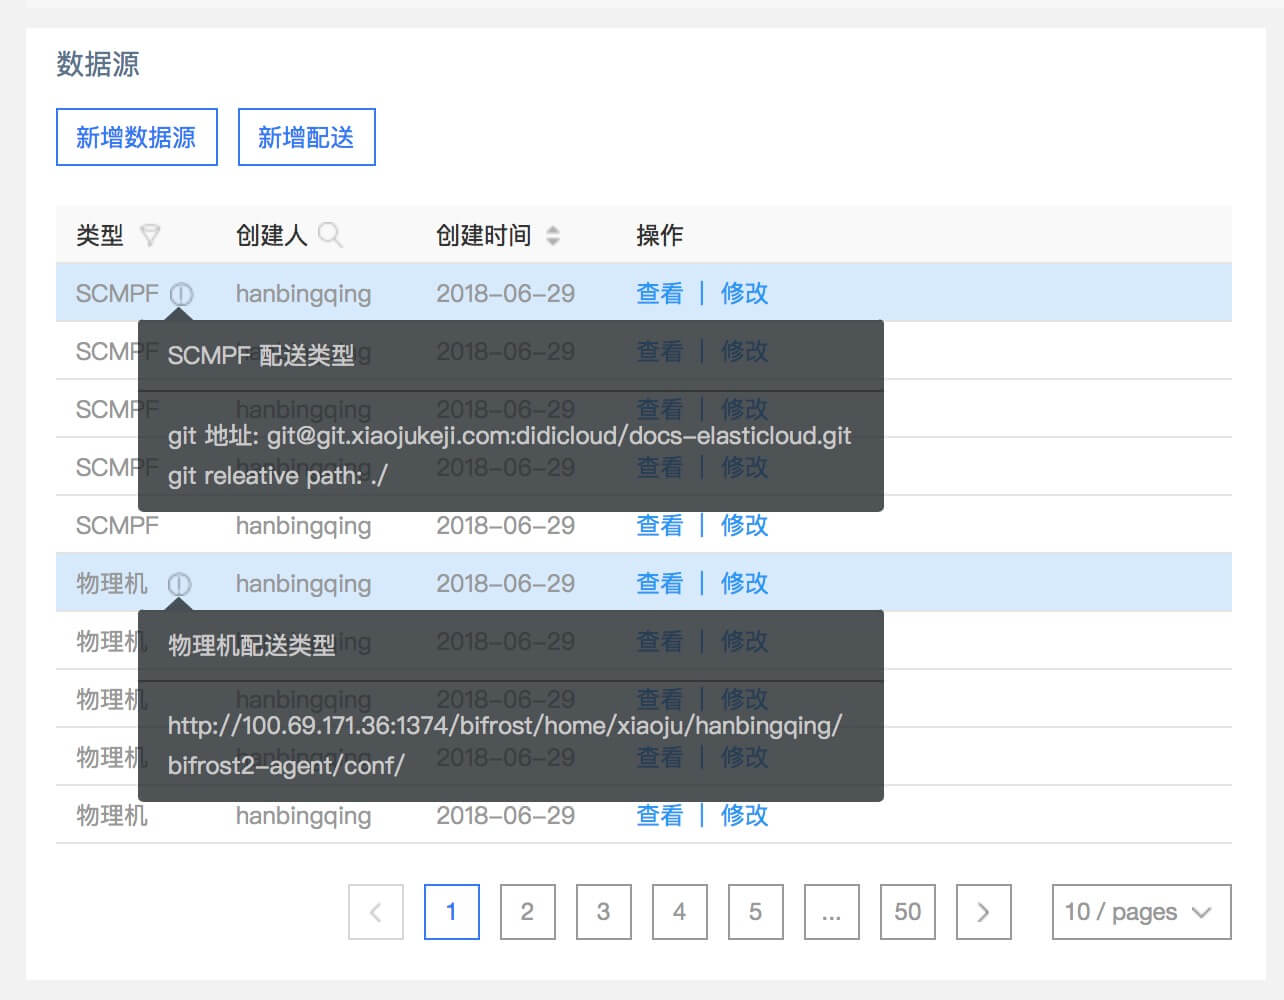 数据源
新增数据源 新增配送
类型 创建人 创建时间 操作
SCMPF hanbingqing 2018-06-29 查看 | 修改
SCMPF 2018-06-29 查看 | 修改
SCMPF 配送类型
SCMPF hanbingqing 2018-06-29 查看 | 修改
git 地址: git@git.xiaojukeji.com:didicloud/docs-elasticloud.git
SCMPF hanbingqing 2018-06-29 查看 | 修改
git releative path: ./
SCMPF hanbingqing 2018-06-29 查看 | 修改
物理机 hanbingqing 2018-06-29 查看 | 修改
物理机 2018-06-29 查看 | 修改
物理机配送类型
物理机 hanbingqing 2018-06-29 查看 | 修改
http://100.69.171.36:1374/bifrost/home/xiaoju/hanbingqing/
物理机 hanbingqing 2018-06-29 查看 | 修改
bifrost2-agent/conf/
物理机 hanbingqing 2018-06-29 查看 | 修改
< 1 2 3 4 5 ... 50 > 10 / pages